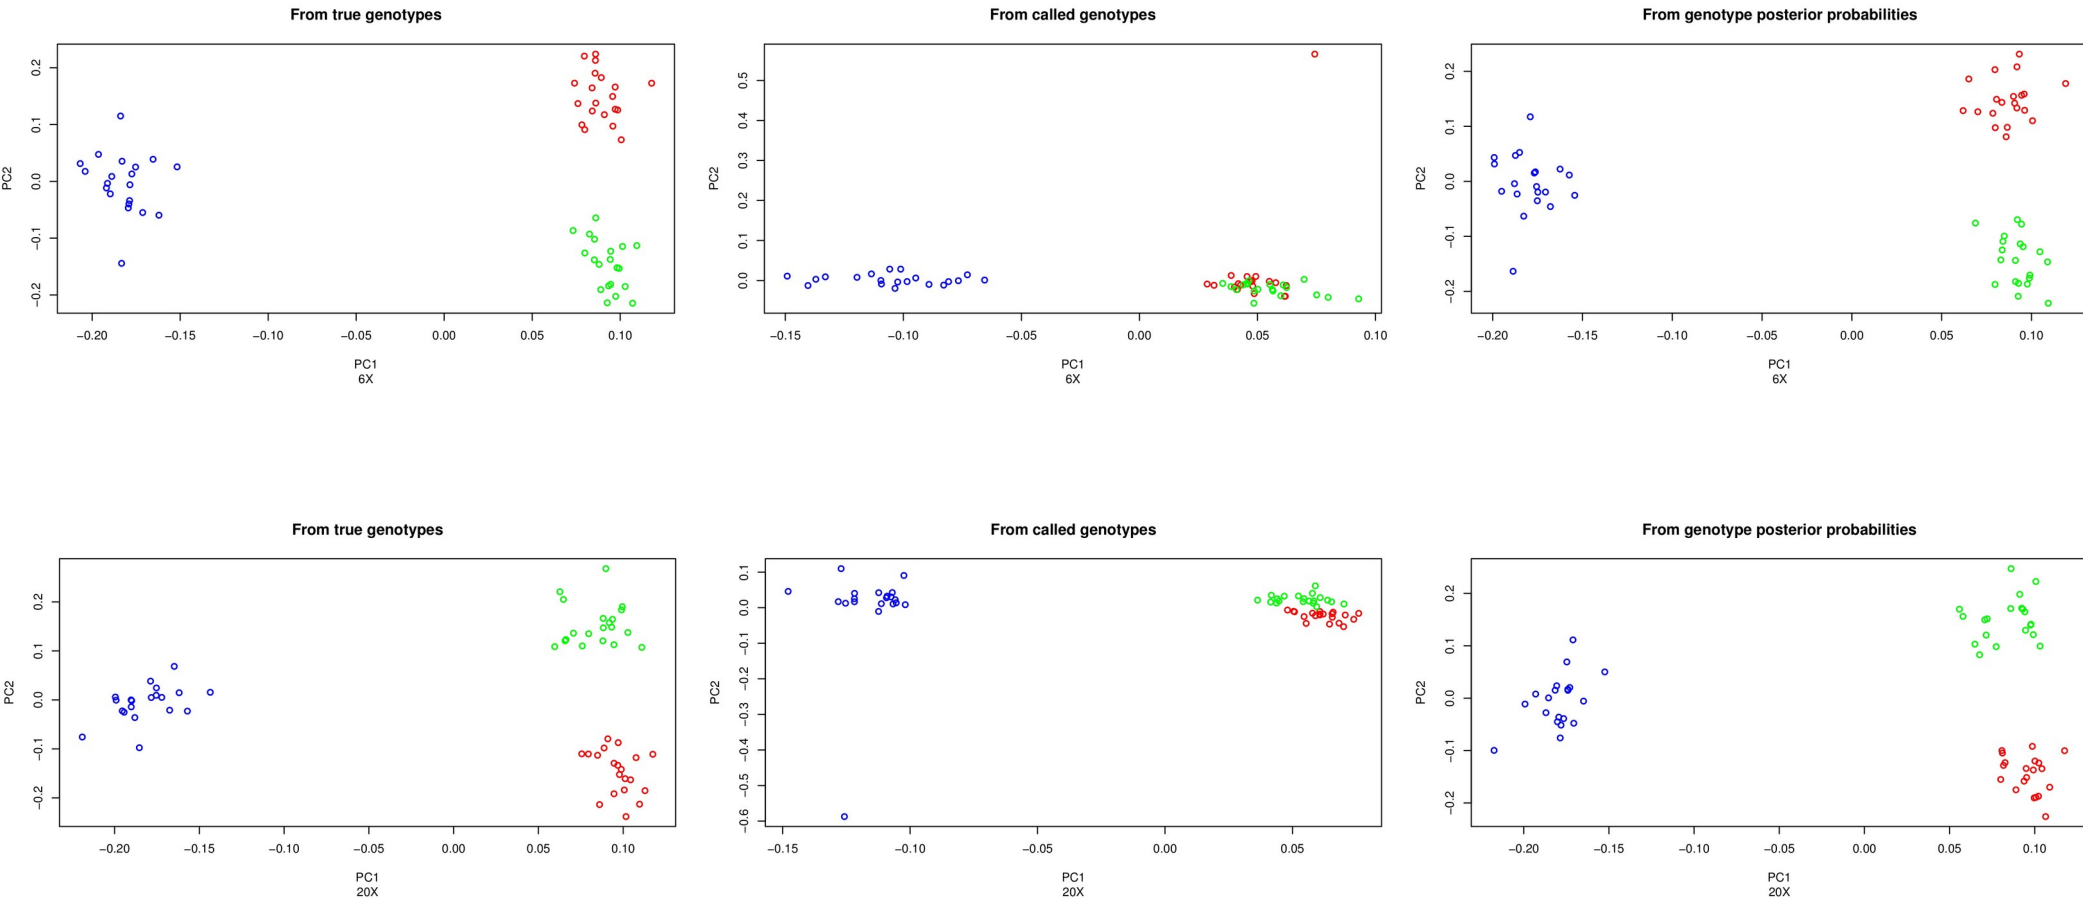 From true genotypes
0.2
0.1
0.0
−0.1
−0.2
PC2
−0.20 −0.15 −0.10 −0.05 0.00 0.05 0.10
PC1
6X
From called genotypes
0.5
0.4
0.3
0.2
0.1
0.0
PC2
−0.15 −0.10 −0.05 0.00 0.05 0.10
PC1
6X
From genotype posterior probabilities
0.2
0.1
0.0
−0.1
−0.2
PC2
−0.20 −0.15 −0.10 −0.05 0.00 0.05 0.10
PC1
6X
From true genotypes
0.2
0.1
0.0
−0.1
−0.2
PC2
−0.20 −0.15 −0.10 −0.05 0.00 0.05 0.10
PC1
20X
From called genotypes
0.1
0.0
−0.1
−0.2
−0.3
−0.4
−0.5
−0.6
PC2
−0.15 −0.10 −0.05 0.00 0.05
PC1
20X
From genotype posterior probabilities
0.2
0.1
0.0
−0.1
−0.2
PC2
−0.20 −0.15 −0.10 −0.05 0.00 0.05 0.10
PC1
20X